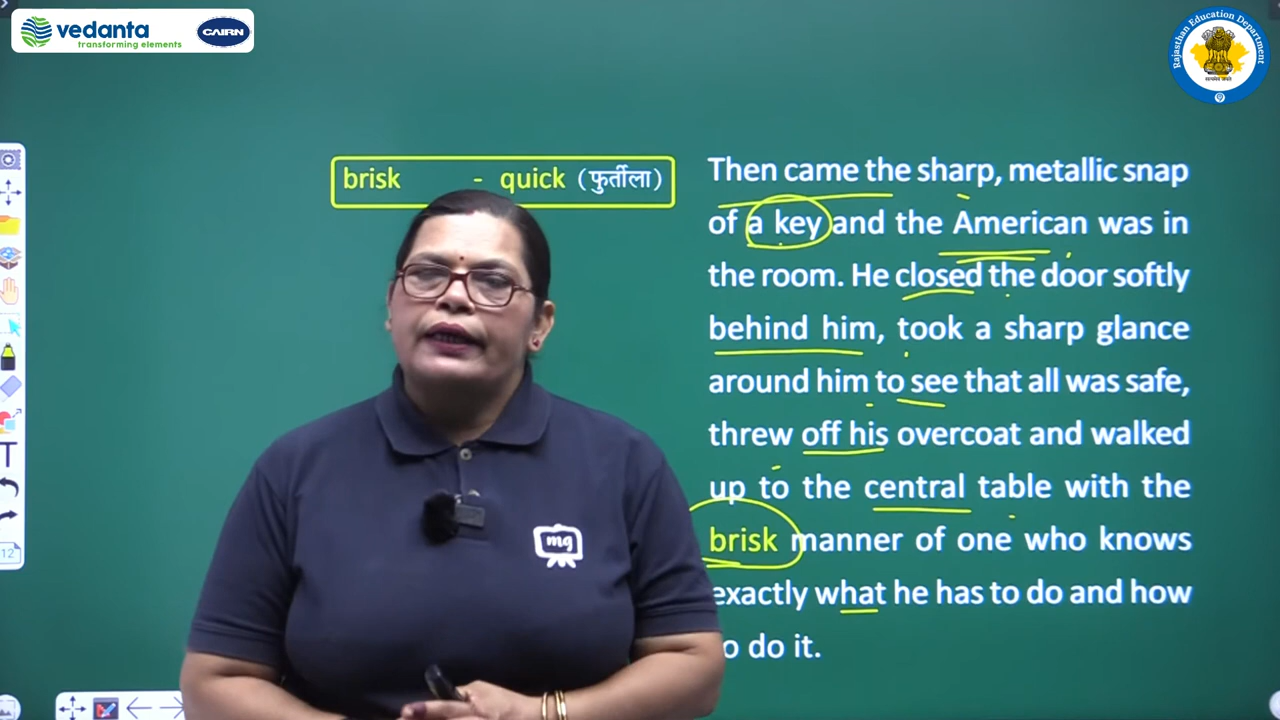 vedanta
transforming elements
CAIRN
Rajasthan Education Department
brisk - quick (फुर्तीला)
Then came the sharp, metallic snap
of a key and the American was in
the room. He closed the door softly
behind him, took a sharp glance
around him to see that all was safe,
threw off his overcoat and walked
up to the central table with the
brisk manner of one who knows
exactly what he has to do and how
o do it.
mg
T
12